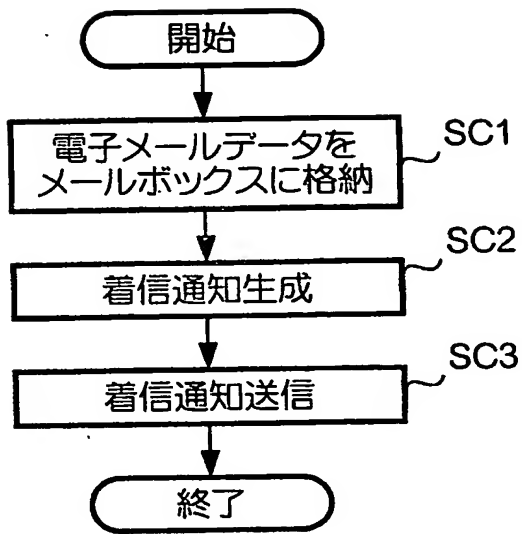 開始
電子メールデータを
メールボックスに格納
SC1
着信通知生成
SC2
着信通知送信
SC3
終了